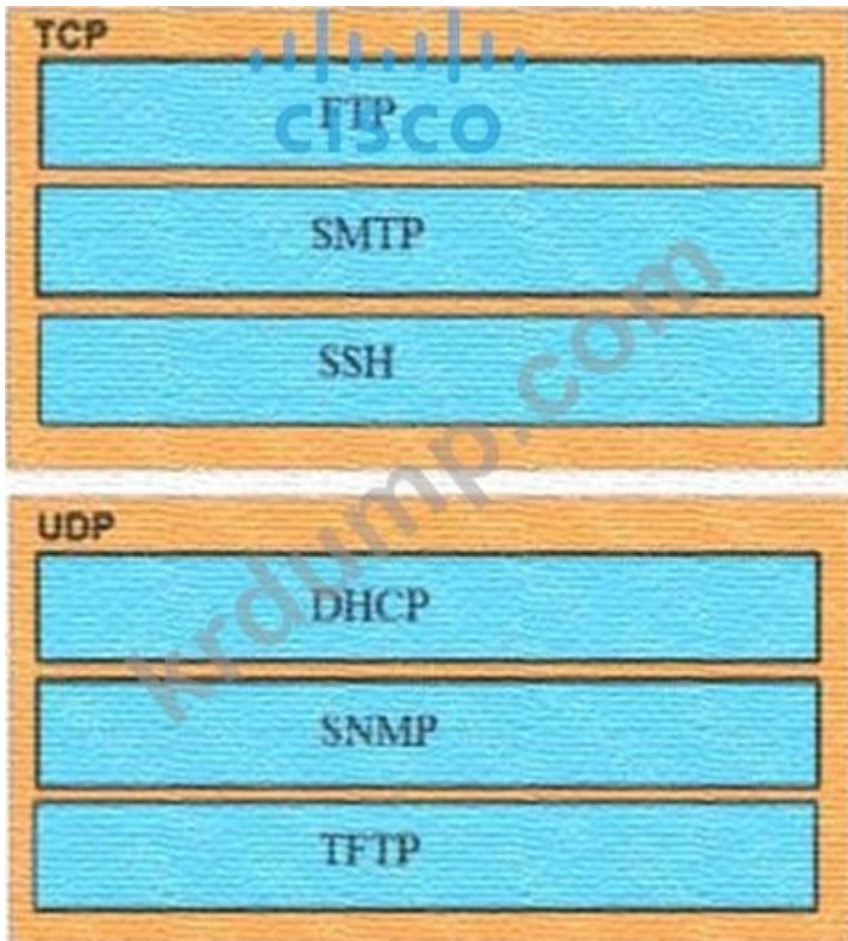 TCP
FTP
cisco
SMTP
SSH
UDP
DHCP
SNMP
TFTP
krdump.com